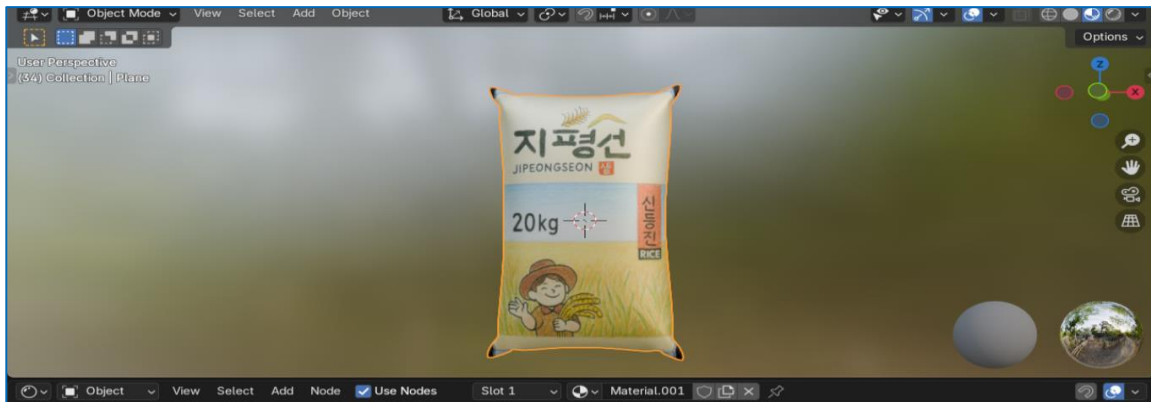 Object Mode View Select Add Object Global
Options
User Perspective
(34) Collection | Plane
Z
X
지평선
JIPEONGSEON 쌀
20kg
신동진
RICE
Object View Select Add Node Use Nodes Slot 1 Material.001